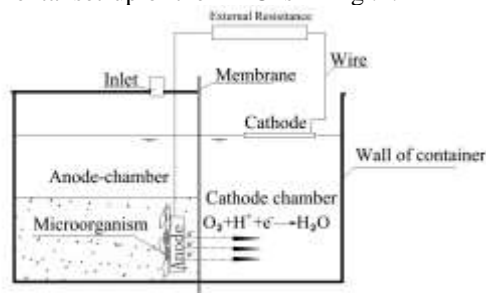 External Resistance
Wire
Inlet
Membrane
Cathode
Wall of container
Anode-chamber
Cathode chamber
O₂+H⁺+e⁻→H₂O
Microorganism
Anode